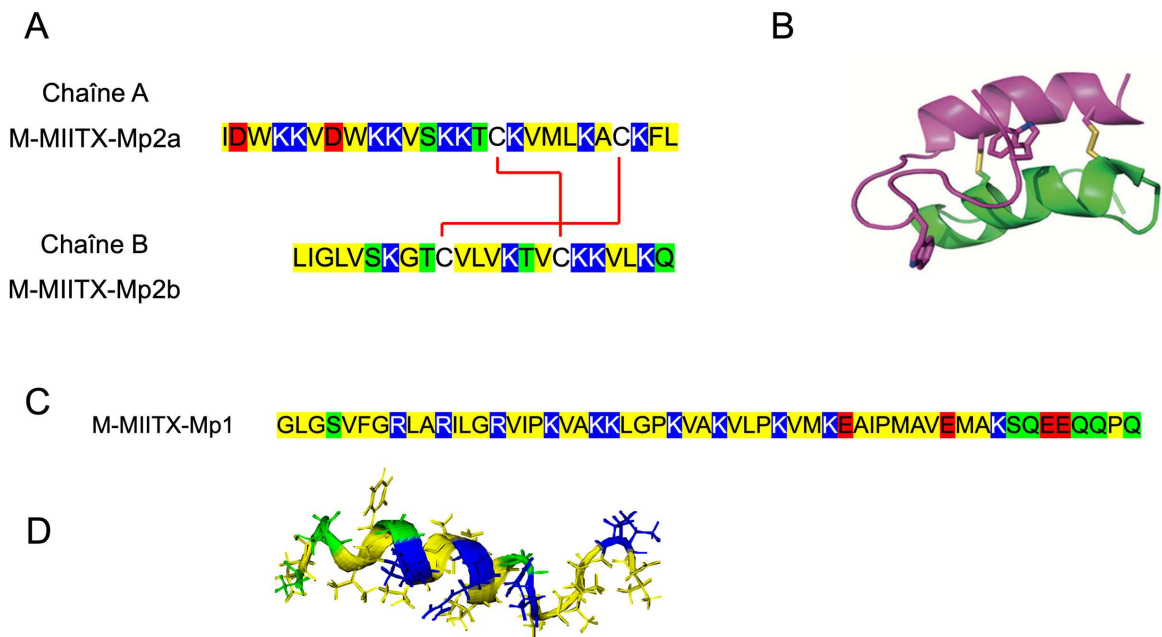 A
B
Chaîne A
M-MIITX-Mp2a
IDWKKVDWKKVSKKTCKVMLKACKFL
Chaîne B
M-MIITX-Mp2b
LIGLVSKGTCVLVKTVCKKVLKQ
C
M-MIITX-Mp1
GLGSVFGRLARILGRVIPKVAKKLGPKVAKVLPKVMKEAIPMAVEMAKSQEEQQPQ
D